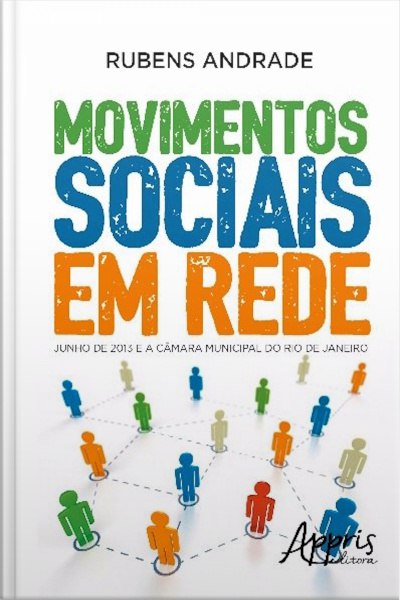 RUBENS ANDRADE
MOVIMENTOS
SOCIAIS
EM REDE
JUNHO DE 2013 E A CÂMARA MUNICIPAL DO RIO DE JANEIRO
Appris
editora